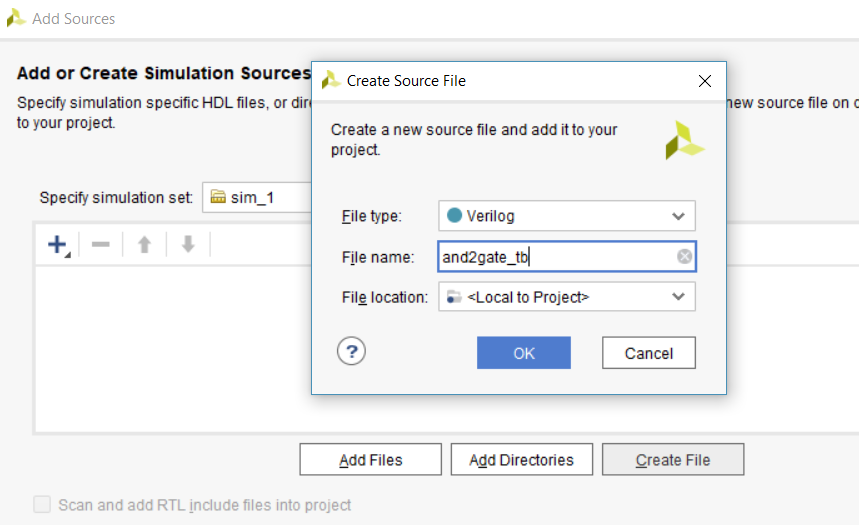 Add Sources
Add or Create Simulation Sources
Specify simulation specific HDL files, or dire
new source file on d
to your project.
Specify simulation set:
sim_1
Create Source File
Create a new source file and add it to your
project.
File type:
Verilog
File name:
and2gate_tb
File location:
<Local to Project>
?
OK
Cancel
Add Files
Add Directories
Create File
Scan and add RTL include files into project